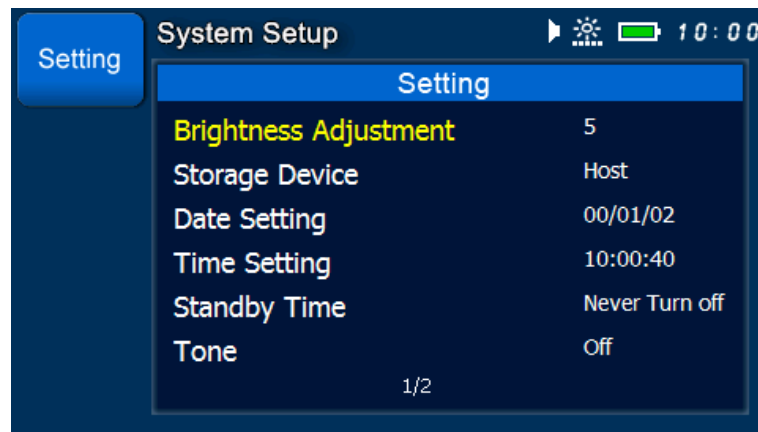 Setting
System Setup 10:00
Setting
Brightness Adjustment 5
Storage Device Host
Date Setting 00/01/02
Time Setting 10:00:40
Standby Time Never Turn off
Tone Off
1/2